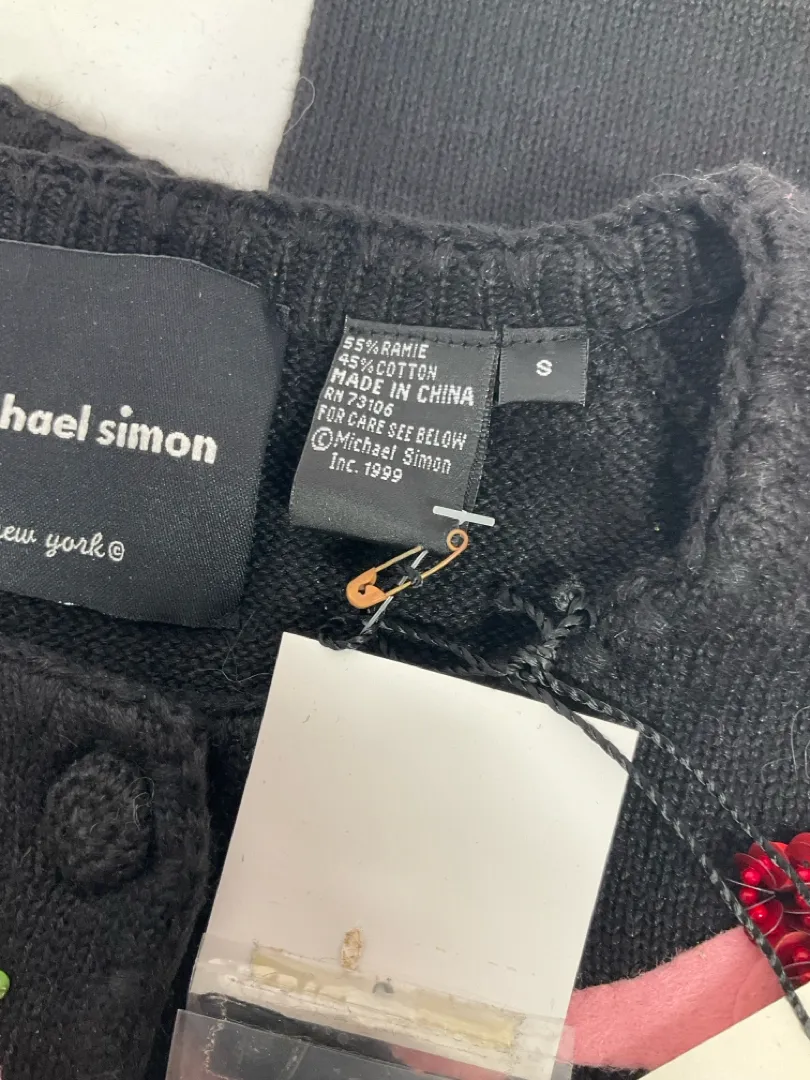 hael simon
ew york©
55%RAMIE
45%COTTON
MADE IN CHINA
RN 73106
FOR CARE SEE BELOW
©Michael Simon
Inc. 1999
S